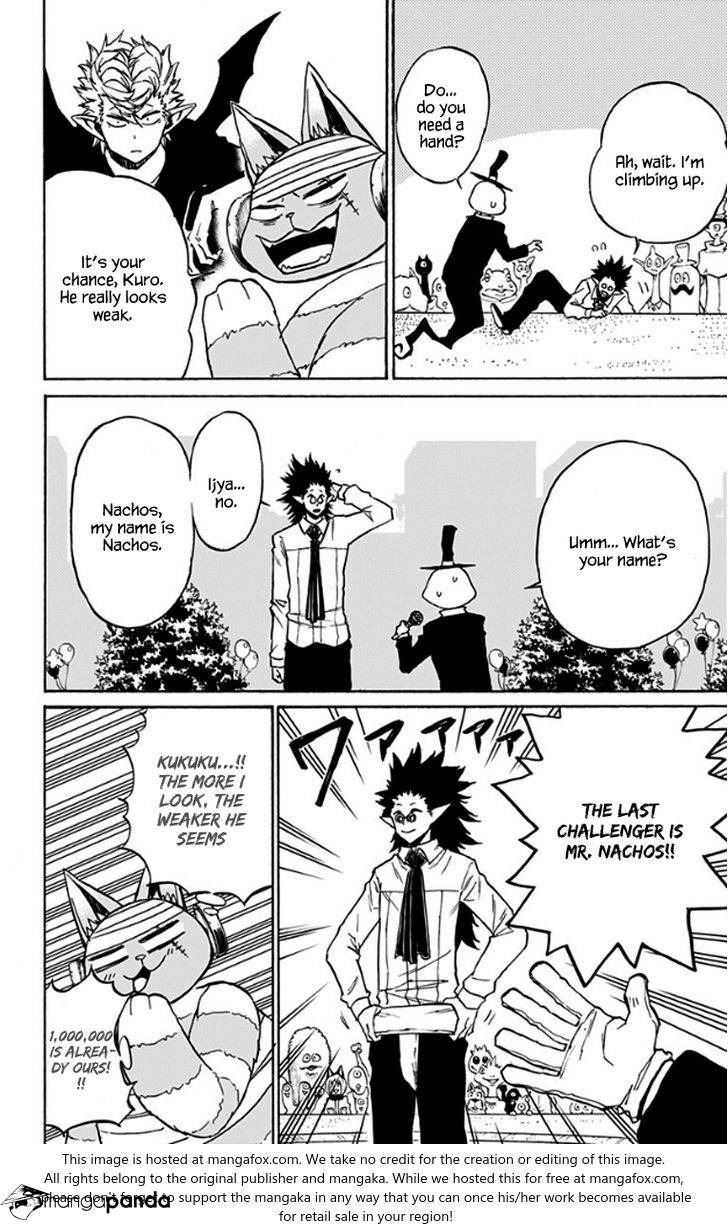 Ah, wait. I'm
climbing up.
Do...
do you
need a
hand?
It's your
chance, Kuro.
He really looks
weak.
Umm... What's
your name?
Ijya...
no.
Nachos,
my name is
Nachos.
THE LAST
CHALLENGER IS
MR. NACHOS!!
ワァァァァァ
KUKUKU...!!
THE MORE I
LOOK, THE
WEAKER HE
SEEMS
1,000,000
IS ALREA-
DY OURS!
!!
This image is hosted at mangafox.com. We take no credit for the creation or editing of this image.
All rights belong to the original publisher and mangaka. While we hosted this for free at mangafox.com,
please don't forget to support the mangaka in any way that you can once his/her work becomes available
for retail sale in your region!
mangapanda